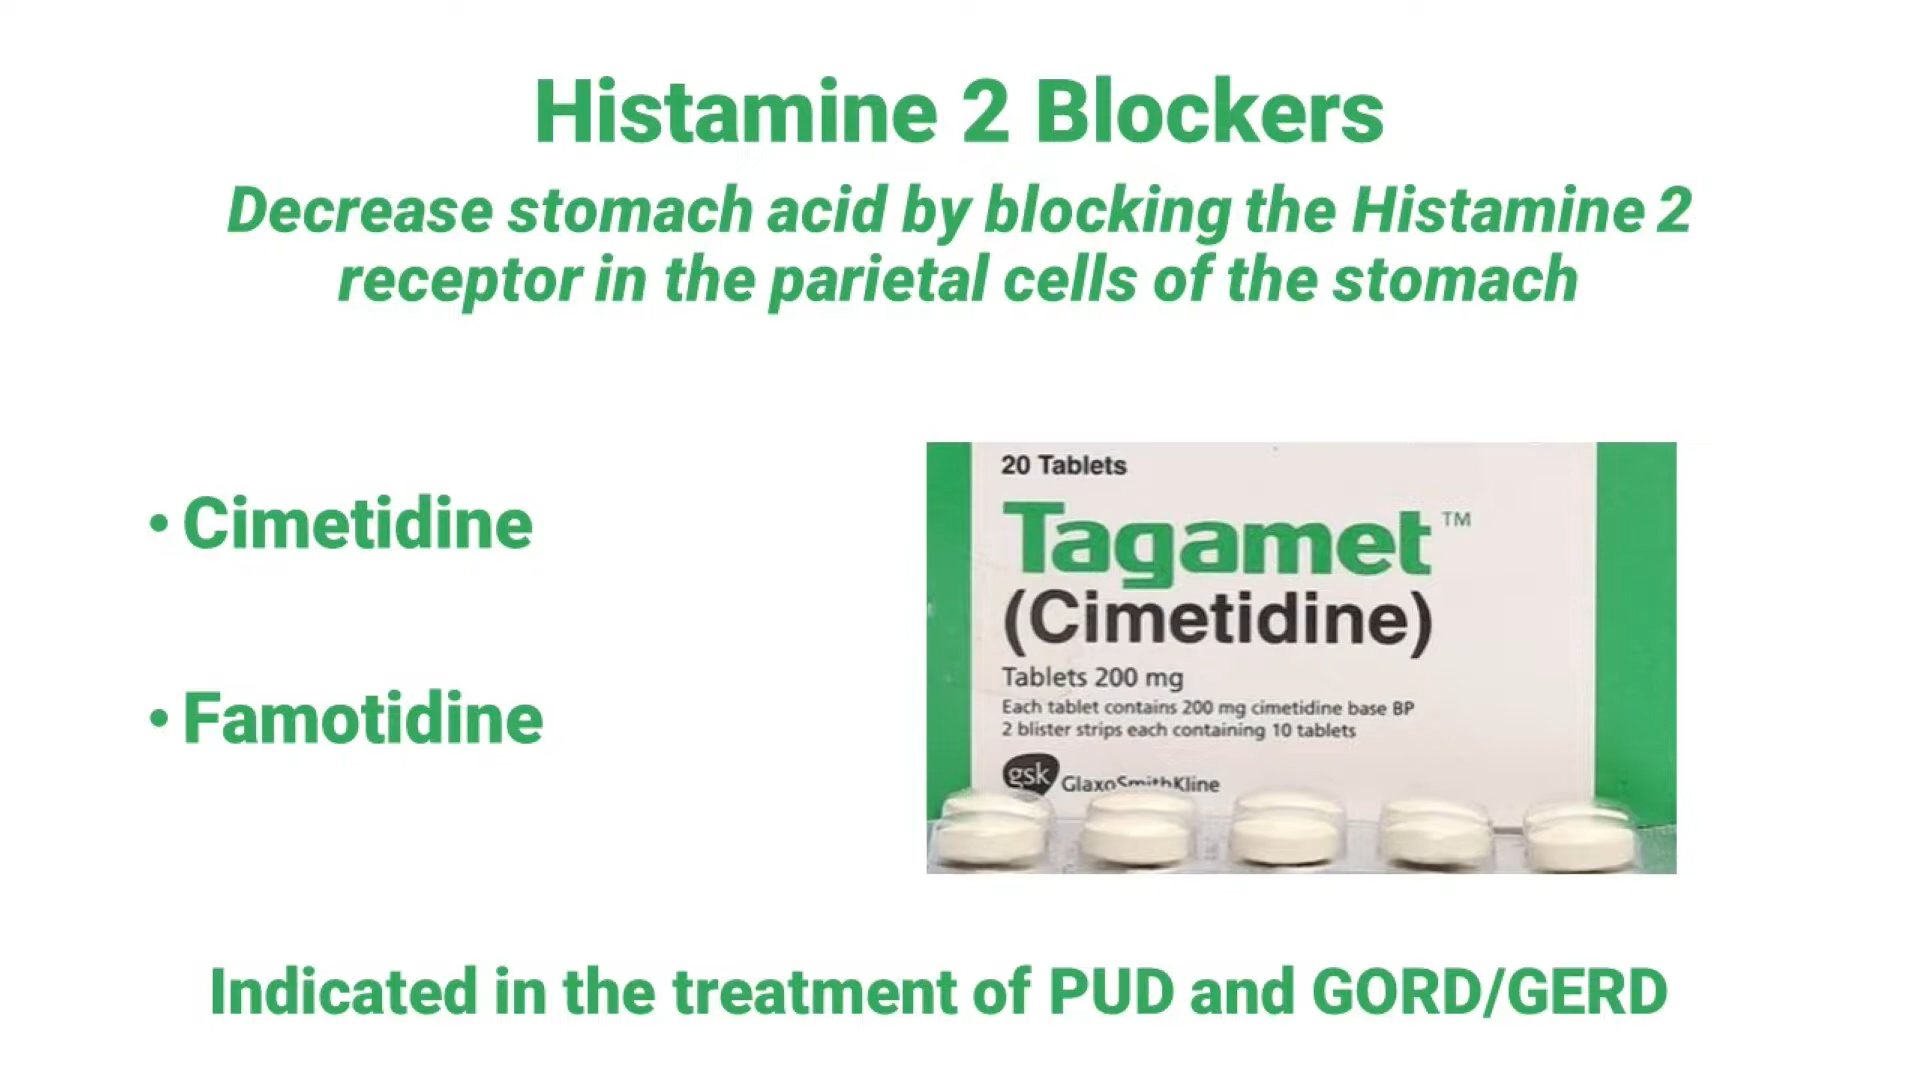 Histamine 2 Blockers
Decrease stomach acid by blocking the Histamine 2
receptor in the parietal cells of the stomach
• Cimetidine
• Famotidine
20 Tablets
Tagamet™
(Cimetidine)
Tablets 200 mg
Each tablet contains 200 mg cimetidine base BP
2 blister strips each containing 10 tablets
gsk GlaxoSmithKline
Indicated in the treatment of PUD and GORD/GERD